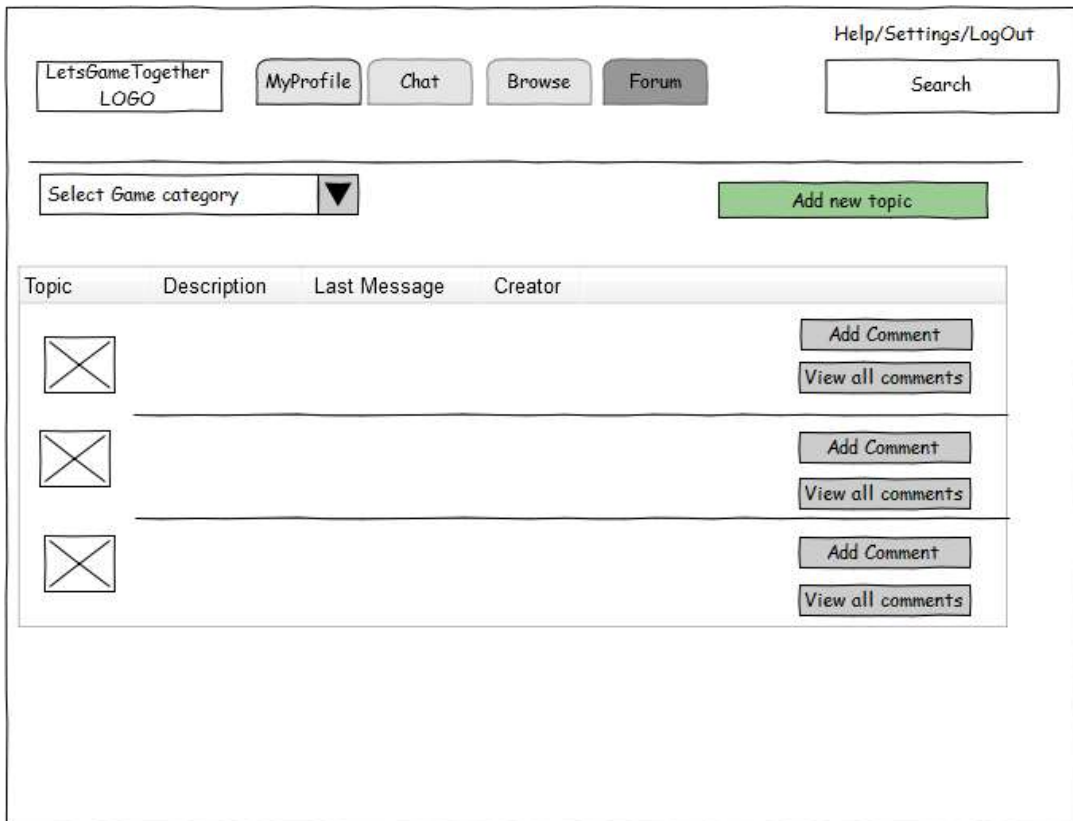 Help/Settings/LogOut
LetsGameTogether
LOGO
MyProfile
Chat
Browse
Forum
Search
Select Game category
Add new topic
Topic
Description
Last Message
Creator
Add Comment
View all comments
Add Comment
View all comments
Add Comment
View all comments